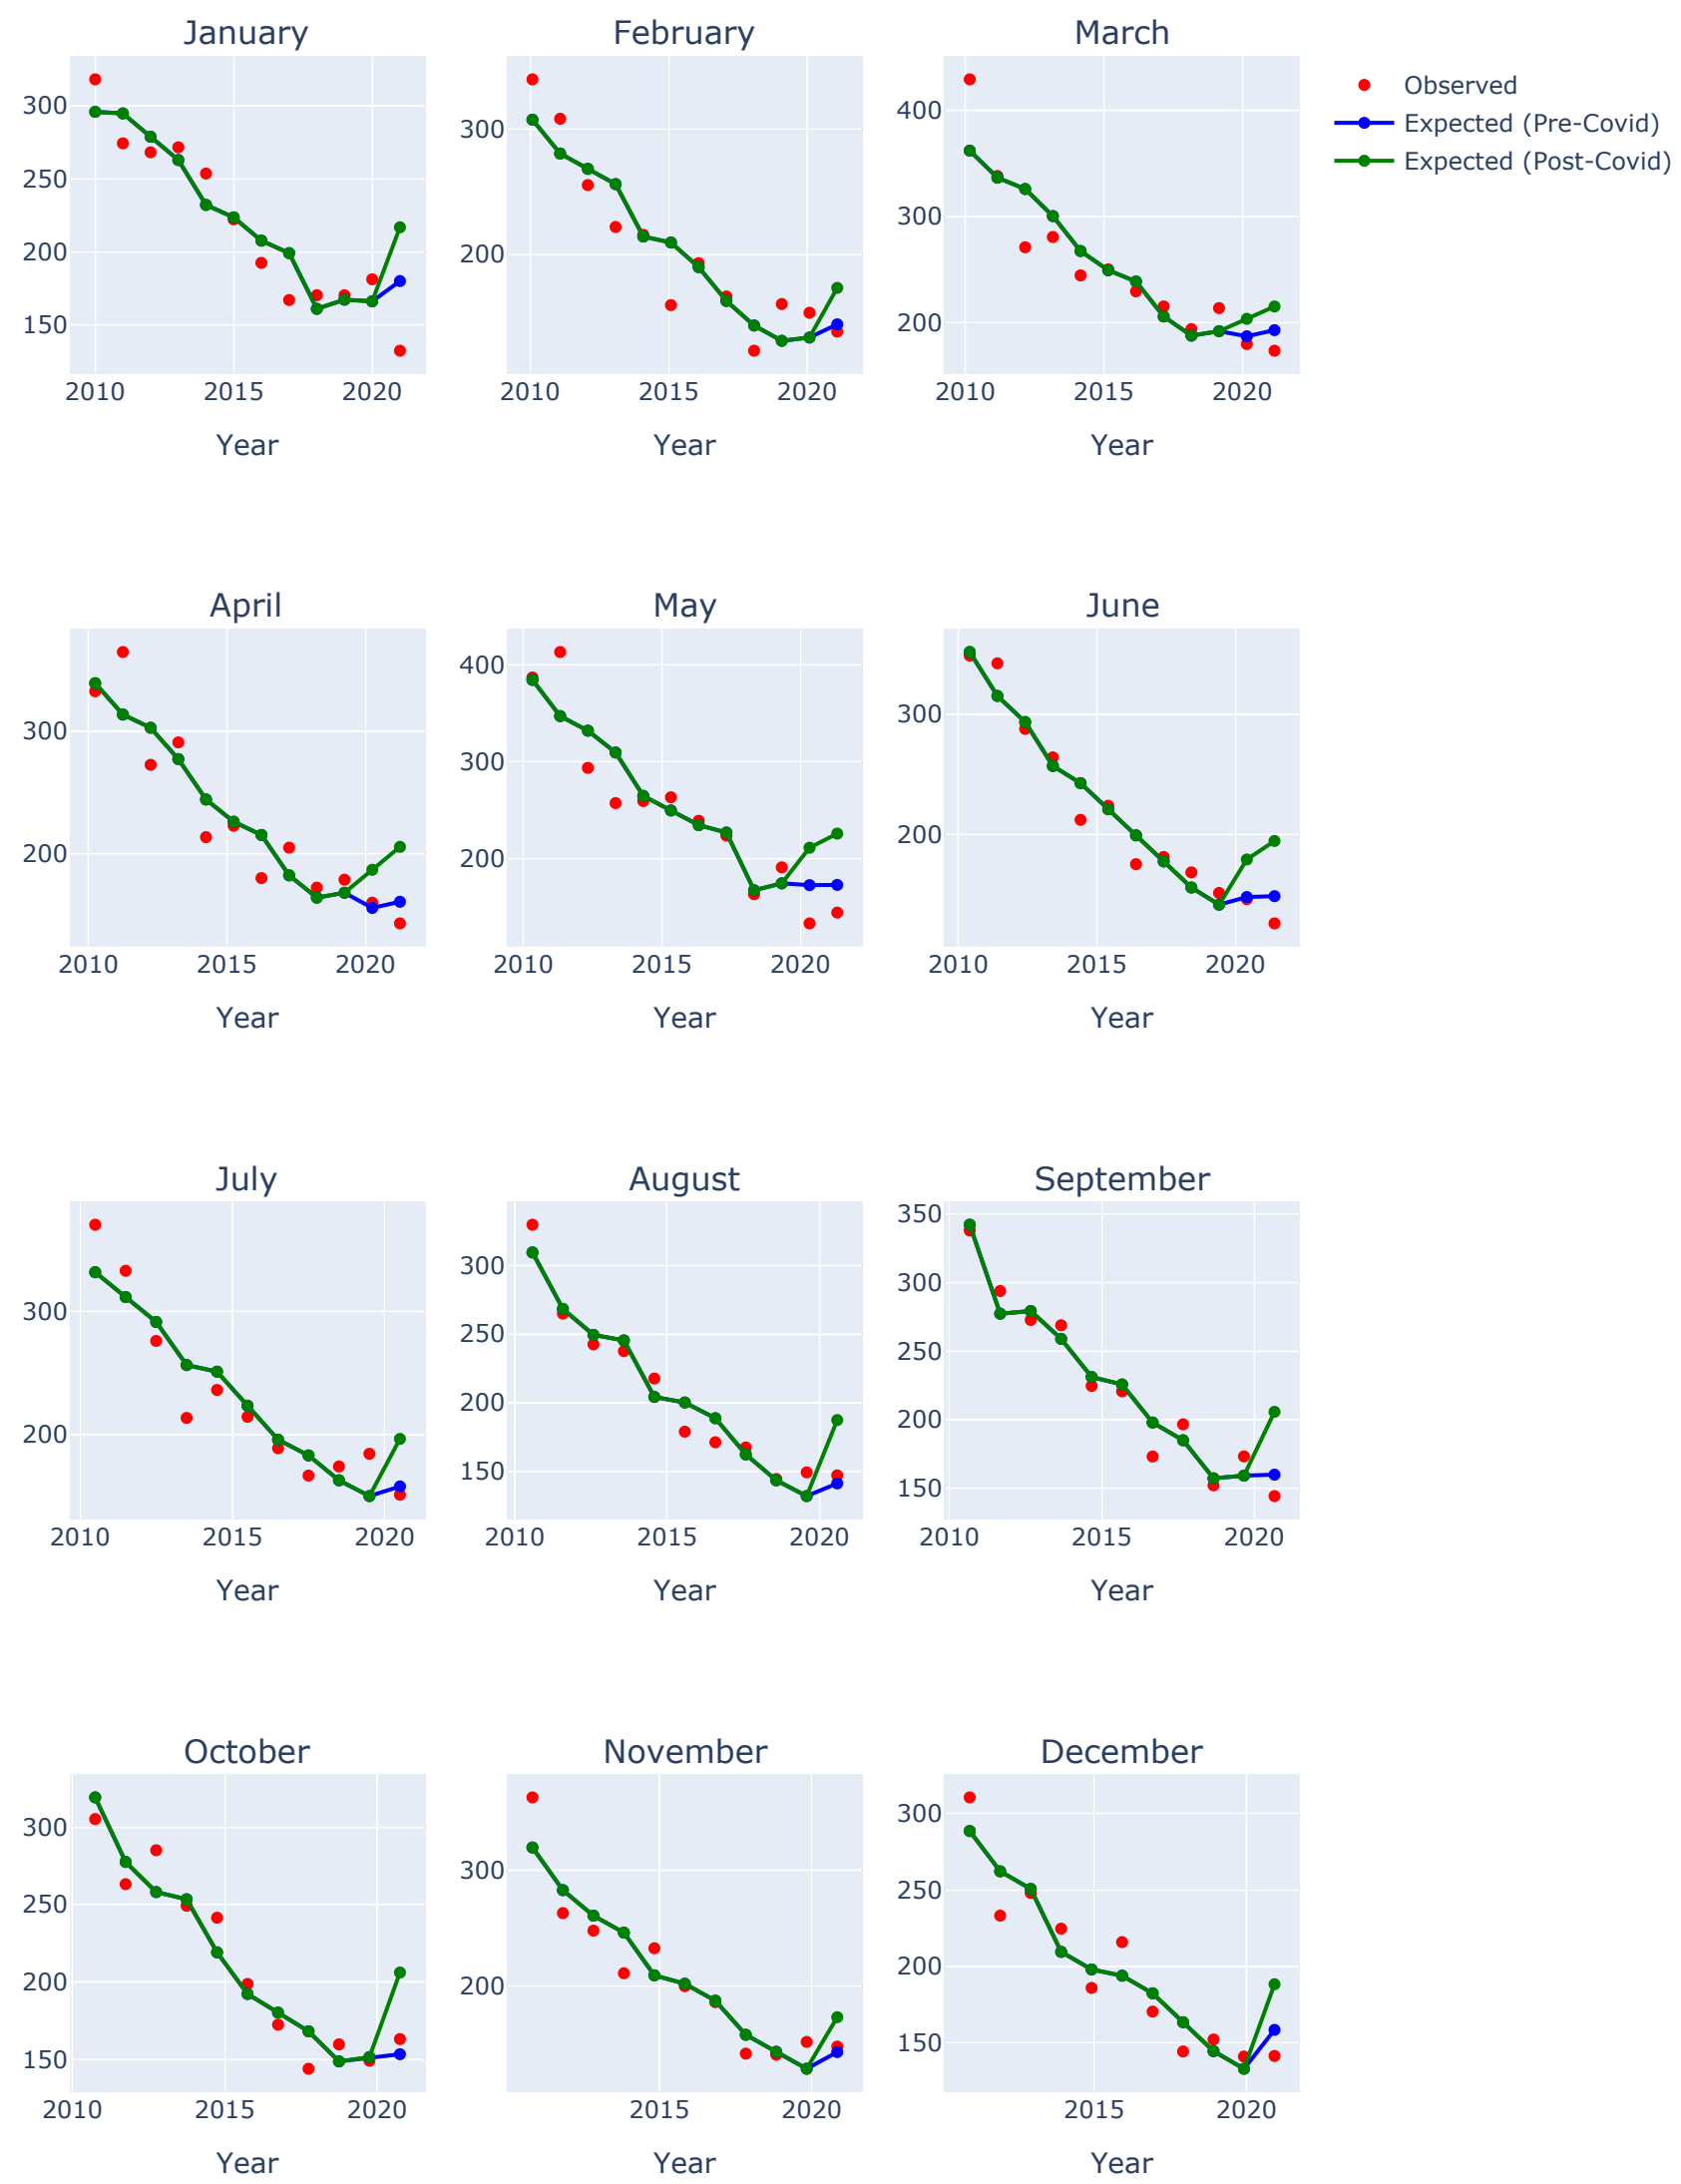 January
February
March
300
250
200
150
2010
2015
2020
Year
300
200
2010
2015
2020
Year
400
300
200
2010
2015
2020
Year
Observed
Expected (Pre-Covid)
Expected (Post-Covid)
April
May
June
300
200
2010
2015
2020
Year
400
300
200
2010
2015
2020
Year
300
200
2010
2015
2020
Year
July
August
September
300
200
2010
2015
2020
Year
300
250
200
150
2010
2015
2020
Year
350
300
250
200
150
2010
2015
2020
Year
October
November
December
300
250
200
150
2010
2015
2020
Year
300
200
2015
2020
Year
300
250
200
150
2015
2020
Year